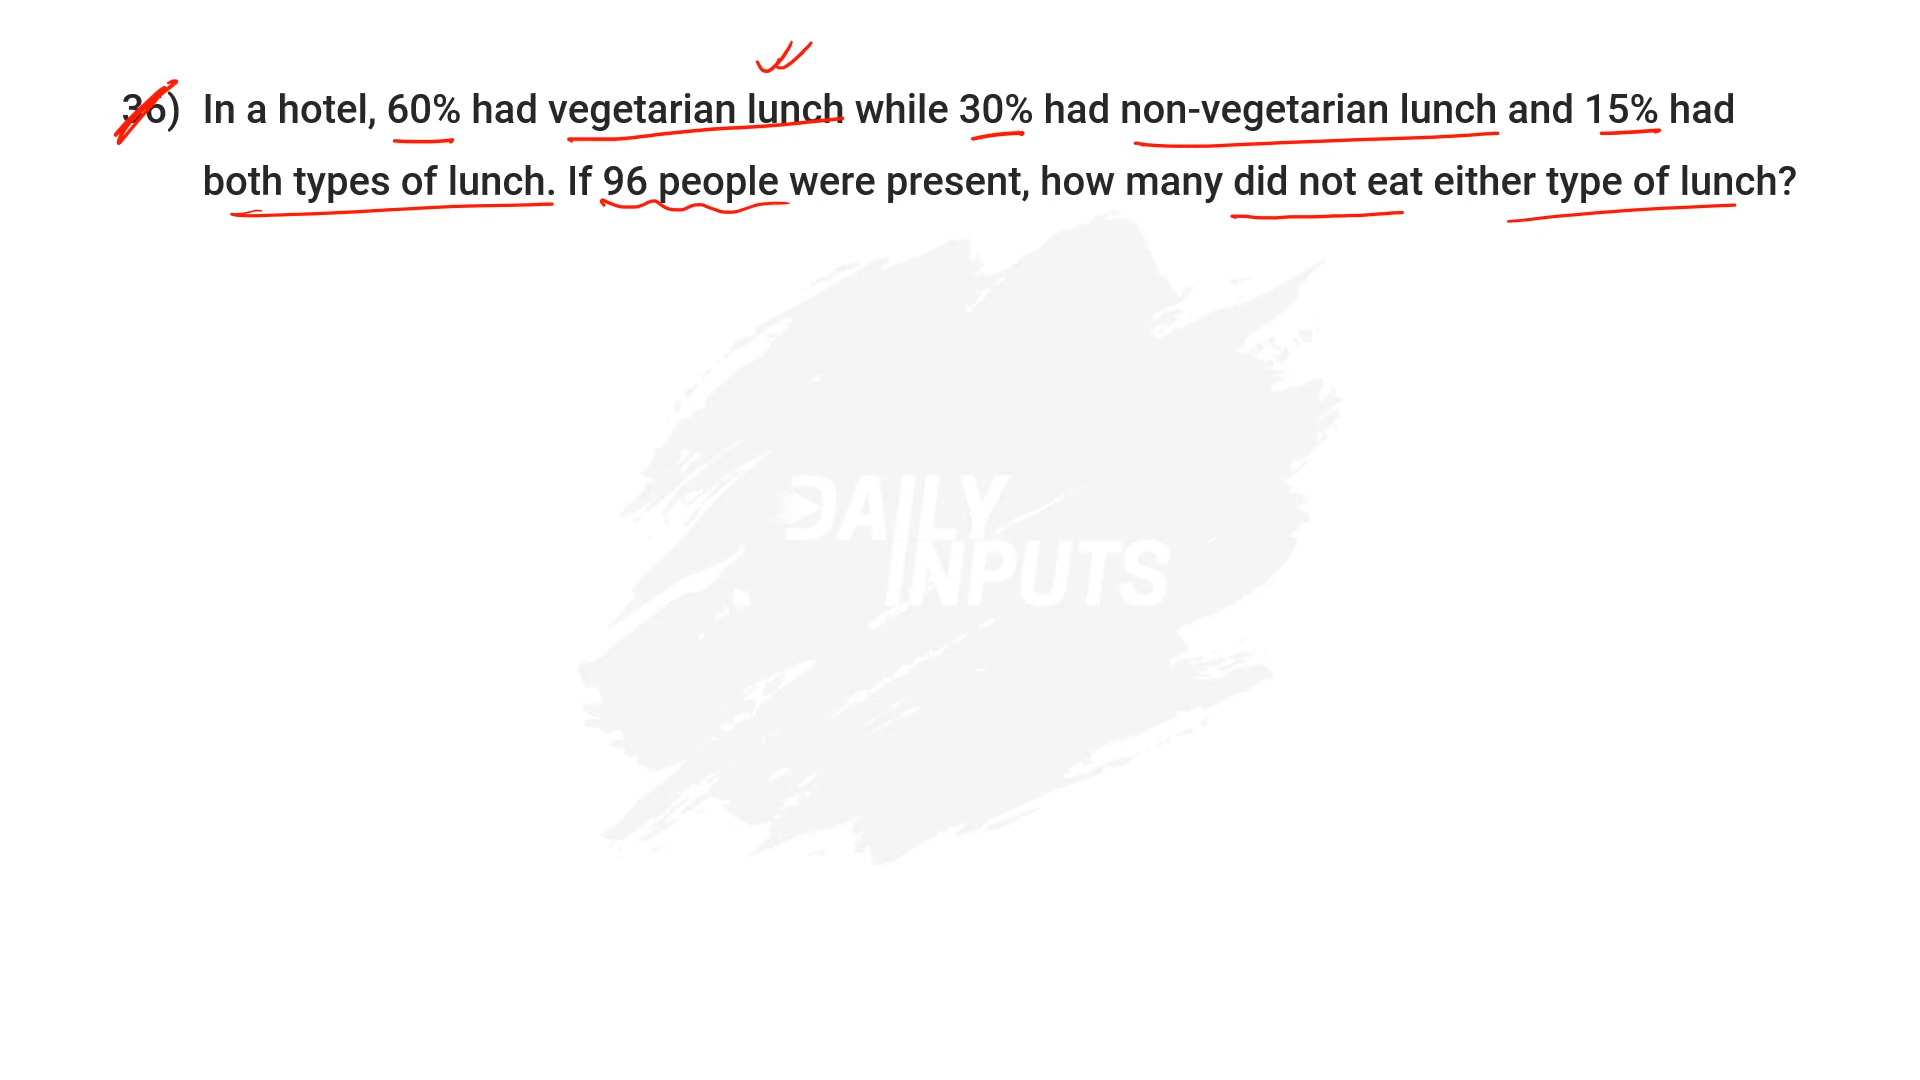 36) In a hotel, 60% had vegetarian lunch while 30% had non-vegetarian lunch and 15% had
both types of lunch. If 96 people were present, how many did not eat either type of lunch?
DAILY
INPUTS